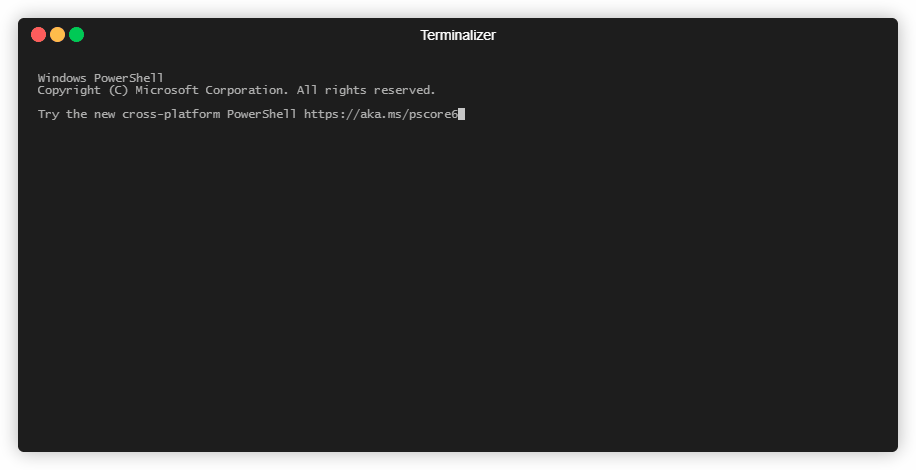 Terminalizer
Windows PowerShell
Copyright (C) Microsoft Corporation. All rights reserved.
Try the new cross-platform PowerShell https://aka.ms/pscore6